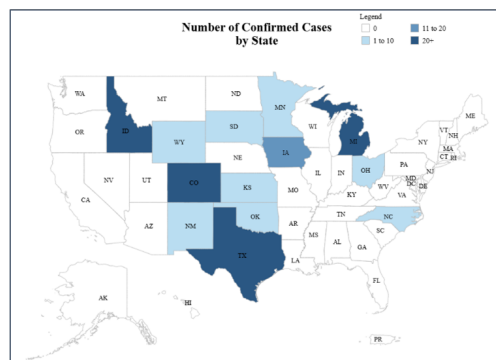 Number of Confirmed Cases
by State
Legend
0
11 to 20
1 to 10
20+
WA
MT
ND
MN
ME
OR
ID
WY
SD
WI
MI
VT
NH
NY
MA
CT
RI
NV
UT
CO
NE
IA
IL
IN
OH
PA
MD
DC
DE
WV
VA
CA
AZ
NM
KS
MO
KY
NC
OK
AR
TN
SC
TX
LA
MS
AL
GA
FL
AK
HI
PR